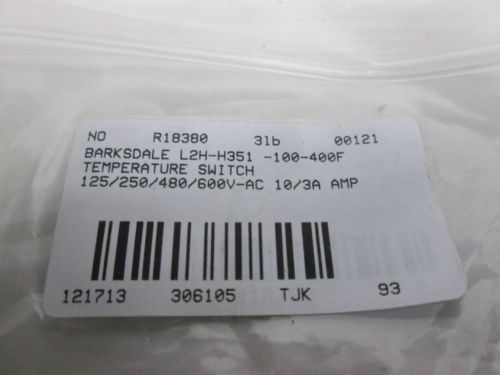 NO R18380 3lb 00121
BARKSDALE L2H-H351 -100-400F
TEMPERATURE SWITCH
125/250/480/600V-AC 10/3A AMP
121713 306105 TJK 93